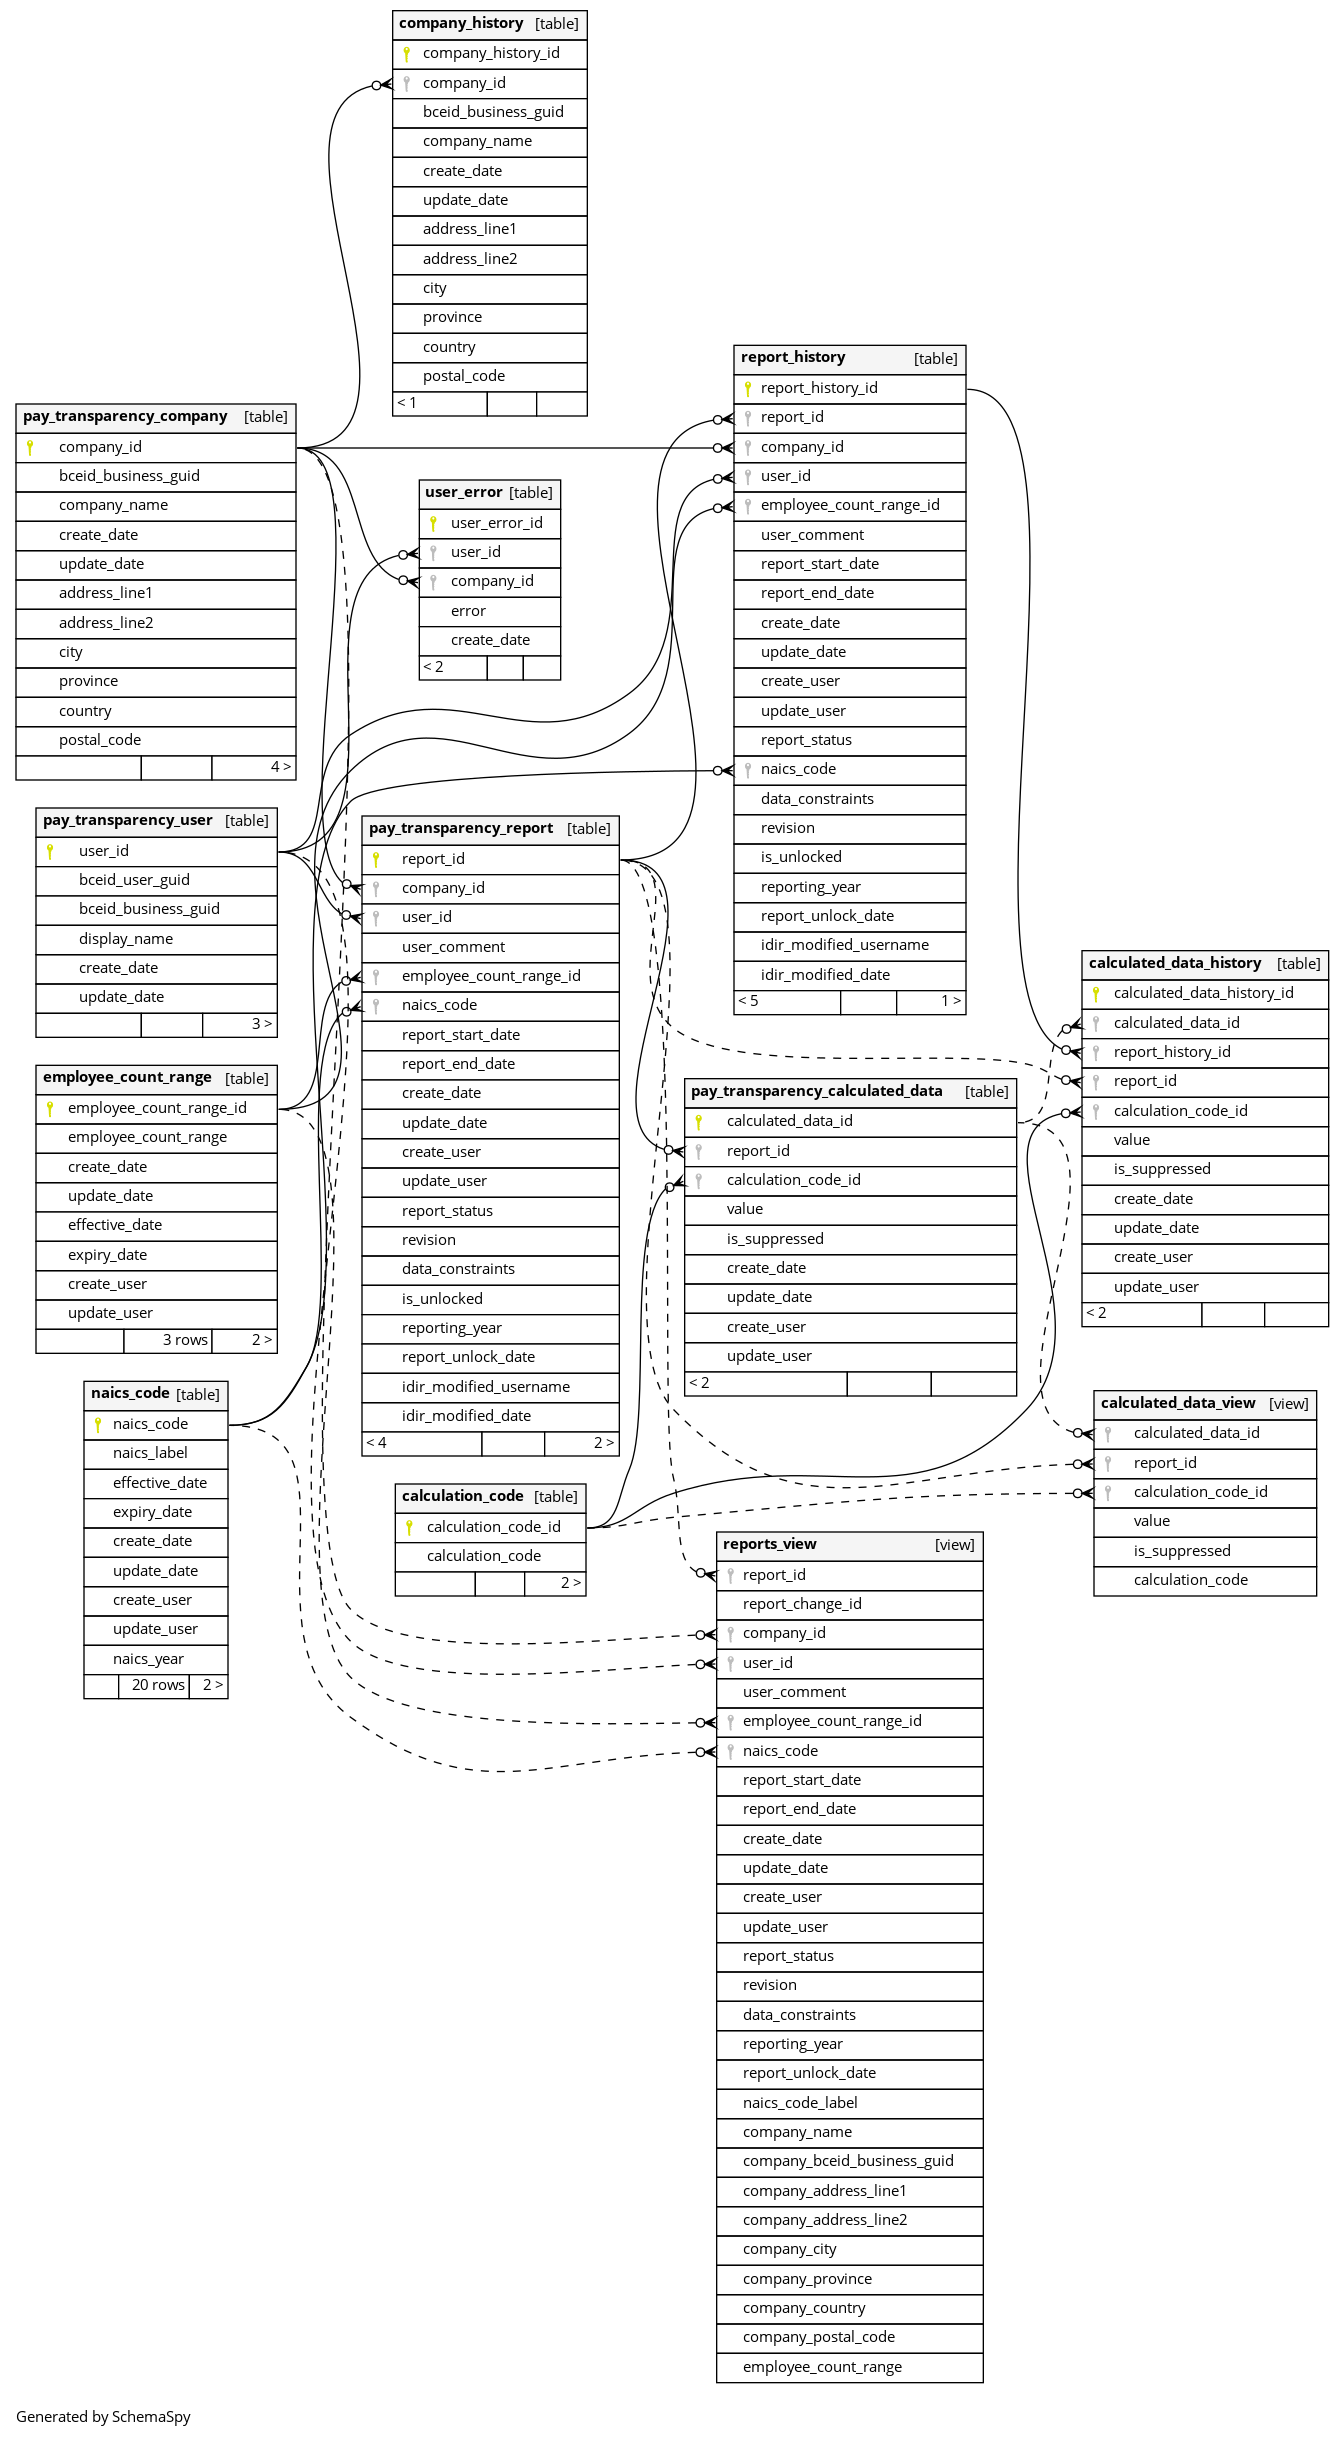 company_history [table]
company_history_id
company_id
bceid_business_guid
company_name
create_date
update_date
address_line1
address_line2
city
province
country
postal_code
< 1
report_history [table]
report_history_id
report_id
company_id
user_id
employee_count_range_id
user_comment
report_start_date
report_end_date
create_date
update_date
create_user
update_user
report_status
naics_code
data_constraints
revision
is_unlocked
reporting_year
report_unlock_date
idir_modified_username
idir_modified_date
< 5 1 >
pay_transparency_company [table]
company_id
bceid_business_guid
company_name
create_date
update_date
address_line1
address_line2
city
province
country
postal_code
4 >
user_error [table]
user_error_id
user_id
company_id
error
create_date
< 2
pay_transparency_user [table]
user_id
bceid_user_guid
bceid_business_guid
display_name
create_date
update_date
3 >
pay_transparency_report [table]
report_id
company_id
user_id
user_comment
employee_count_range_id
naics_code
report_start_date
report_end_date
create_date
update_date
create_user
update_user
report_status
revision
data_constraints
is_unlocked
reporting_year
report_unlock_date
idir_modified_username
idir_modified_date
< 4 2 >
calculated_data_history [table]
calculated_data_history_id
calculated_data_id
report_history_id
report_id
calculation_code_id
value
is_suppressed
create_date
update_date
create_user
update_user
< 2
employee_count_range [table]
employee_count_range_id
employee_count_range
create_date
update_date
effective_date
expiry_date
create_user
update_user
3 rows 2 >
pay_transparency_calculated_data [table]
calculated_data_id
report_id
calculation_code_id
value
is_suppressed
create_date
update_date
create_user
update_user
< 2
naics_code [table]
naics_code
naics_label
effective_date
expiry_date
create_date
update_date
create_user
update_user
naics_year
20 rows 2 >
calculated_data_view [view]
calculated_data_id
report_id
calculation_code_id
value
is_suppressed
calculation_code
calculation_code [table]
calculation_code_id
calculation_code
2 >
reports_view [view]
report_id
report_change_id
company_id
user_id
user_comment
employee_count_range_id
naics_code
report_start_date
report_end_date
create_date
update_date
create_user
update_user
report_status
revision
data_constraints
reporting_year
report_unlock_date
naics_code_label
company_name
company_bceid_business_guid
company_address_line1
company_address_line2
company_city
company_province
company_country
company_postal_code
employee_count_range
Generated by SchemaSpy